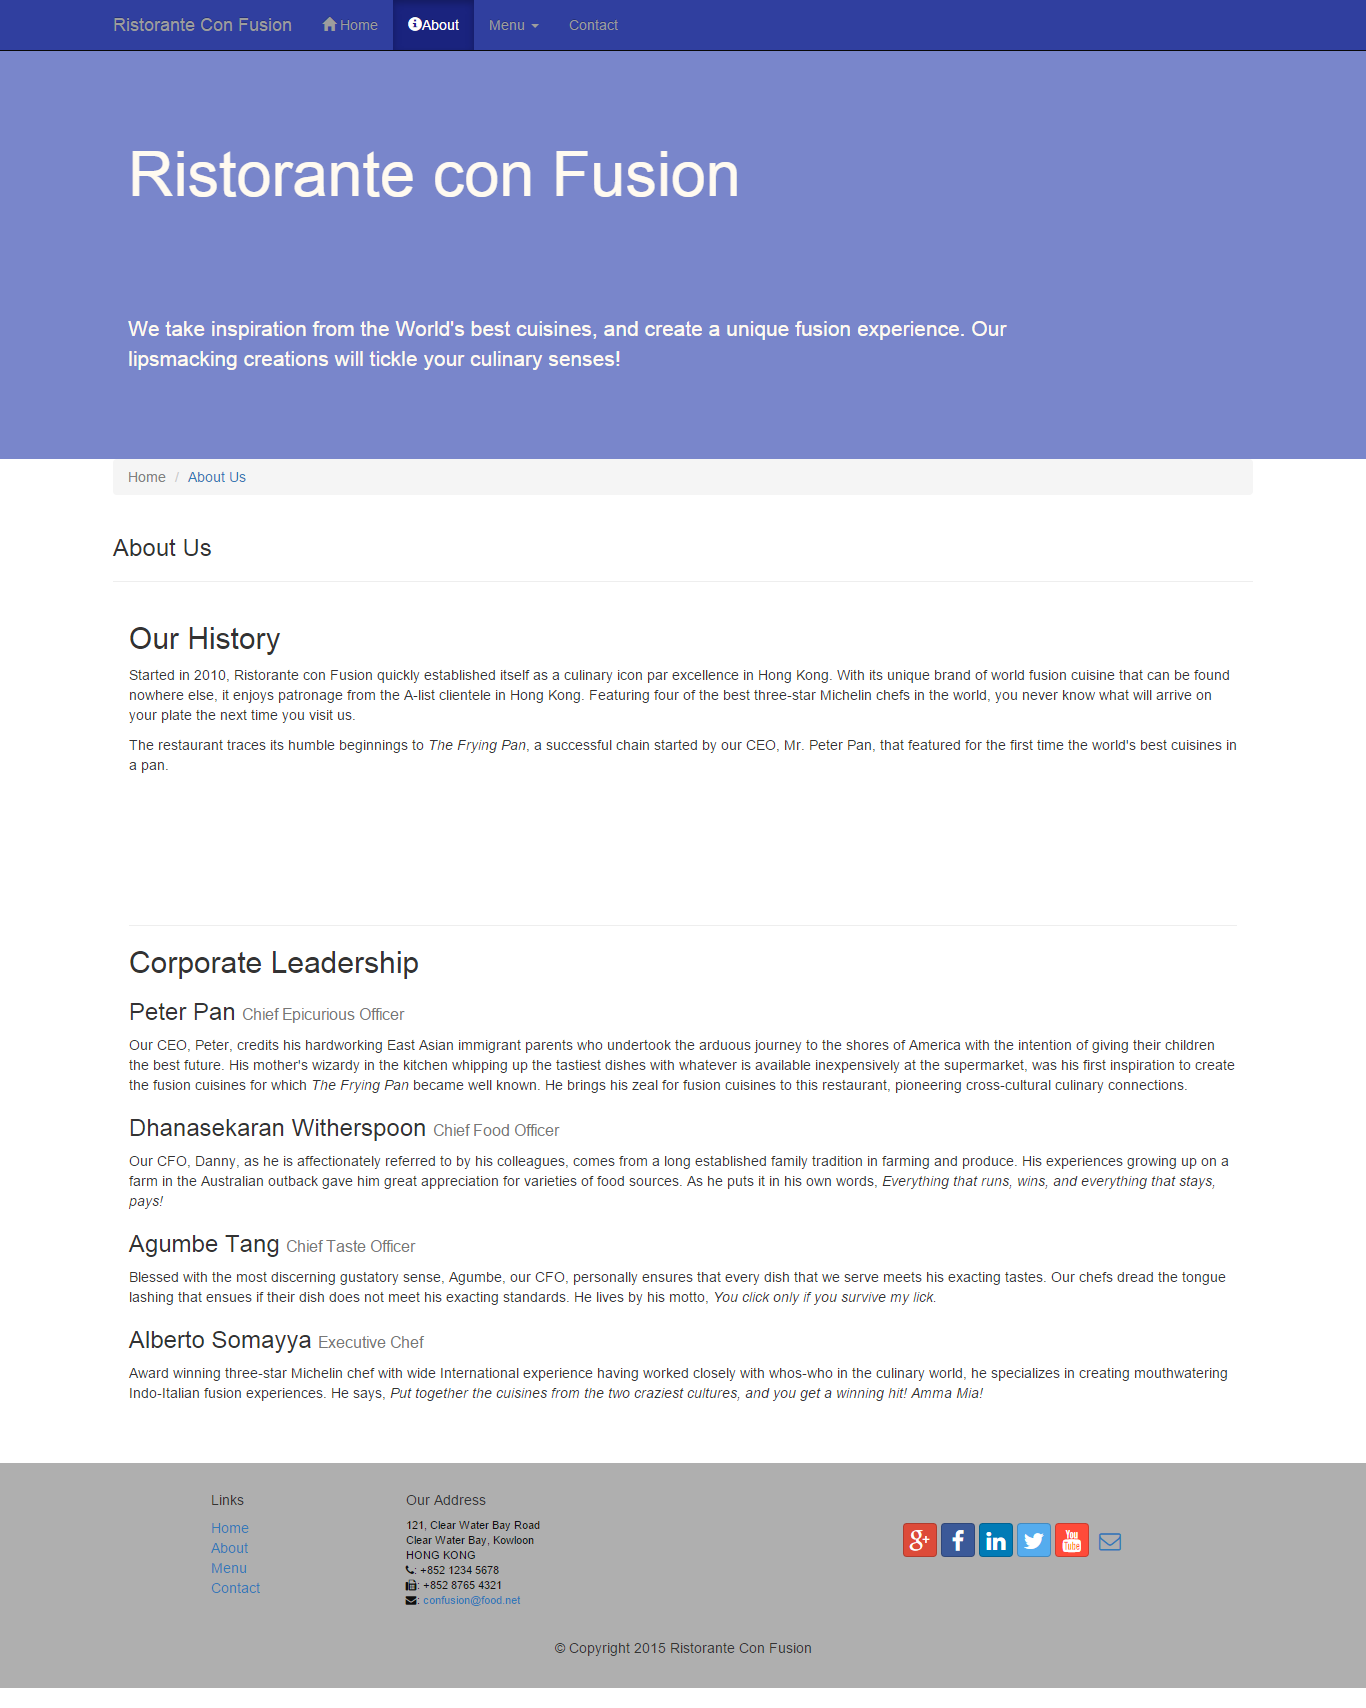 Ristorante Con Fusion Home About Menu Contact
Ristorante con Fusion
We take inspiration from the World's best cuisines, and create a unique fusion experience. Our
lipsmacking creations will tickle your culinary senses!
Home / About Us
About Us
Our History
Started in 2010, Ristorante con Fusion quickly established itself as a culinary icon par excellence in Hong Kong. With its unique brand of world fusion cuisine that can be found
nowhere else, it enjoys patronage from the A-list clientele in Hong Kong. Featuring four of the best three-star Michelin chefs in the world, you never know what will arrive on
your plate the next time you visit us.
The restaurant traces its humble beginnings to The Frying Pan, a successful chain started by our CEO, Mr. Peter Pan, that featured for the first time the world's best cuisines in
a pan.
Corporate Leadership
Peter Pan Chief Epicurious Officer
Our CEO, Peter, credits his hardworking East Asian immigrant parents who undertook the arduous journey to the shores of America with the intention of giving their children
the best future. His mother's wizardy in the kitchen whipping up the tastiest dishes with whatever is available inexpensively at the supermarket, was his first inspiration to create
the fusion cuisines for which The Frying Pan became well known. He brings his zeal for fusion cuisines to this restaurant, pioneering cross-cultural culinary connections.
Dhanasekaran Witherspoon Chief Food Officer
Our CFO, Danny, as he is affectionately referred to by his colleagues, comes from a long established family tradition in farming and produce. His experiences growing up on a
farm in the Australian outback gave him great appreciation for varieties of food sources. As he puts it in his own words, Everything that runs, wins, and everything that stays,
pays!
Agumbe Tang Chief Taste Officer
Blessed with the most discerning gustatory sense, Agumbe, our CFO, personally ensures that every dish that we serve meets his exacting tastes. Our chefs dread the tongue
lashing that ensues if their dish does not meet his exacting standards. He lives by his motto, You click only if you survive my lick.
Alberto Somayya Executive Chef
Award winning three-star Michelin chef with wide International experience having worked closely with whos-who in the culinary world, he specializes in creating mouthwatering
Indo-Italian fusion experiences. He says, Put together the cuisines from the two craziest cultures, and you get a winning hit! Amma Mia!
Links
Home
About
Menu
Contact
Our Address
121, Clear Water Bay Road
Clear Water Bay, Kowloon
HONG KONG
: +852 1234 5678
: +852 8765 4321
: confusion@food.net
g+ f in You Tube
© Copyright 2015 Ristorante Con Fusion